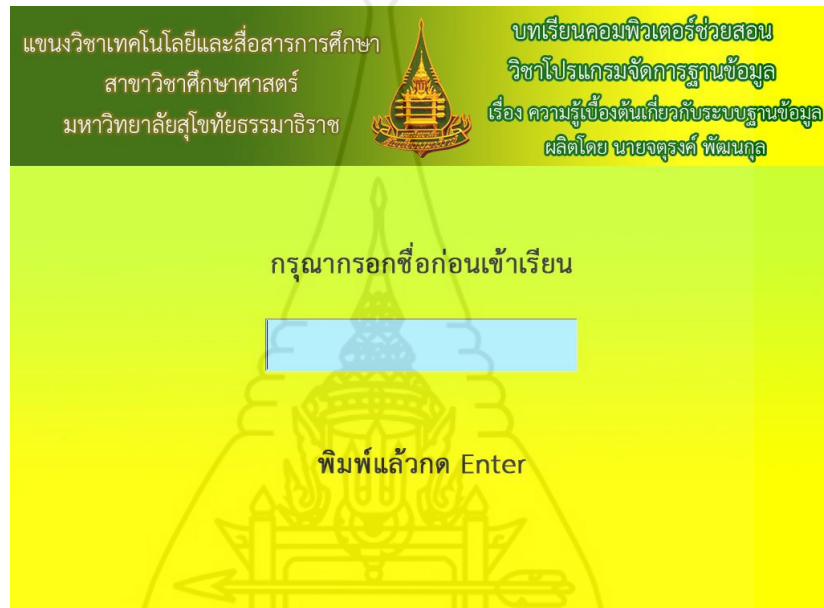 แขนงวิชาเทคโนโลยีและสื่อสารการศึกษา
สาขาวิชาศึกษาศาสตร์
มหาวิทยาลัยสุโขทัยธรรมาธิราช
บทเรียนคอมพิวเตอร์ช่วยสอน
วิชาโปรแกรมจัดการฐานข้อมูล
เรื่อง ความรู้เบื้องต้นเกี่ยวกับระบบฐานข้อมูล
ผลิตโดย นายจตุรงค์ พัฒนกุล
กรุณากรอกชื่อก่อนเข้าเรียน
พิมพ์แล้วกด Enter